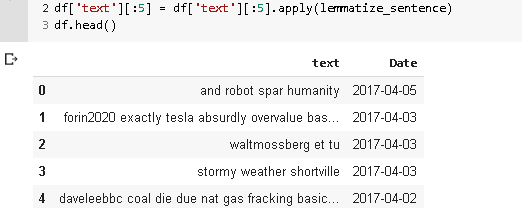 2 df['text'][:5] = df['text'][:5].apply(lemmatize_sentence)
3 df.head()
text Date
0 and robot spar humanity 2017-04-05
1 forin2020 exactly tesla absurdly overvalue bas... 2017-04-03
2 waltmossberg et tu 2017-04-03
3 stormy weather shortville 2017-04-03
4 daveleebbc coal die due nat gas fracking basic... 2017-04-02